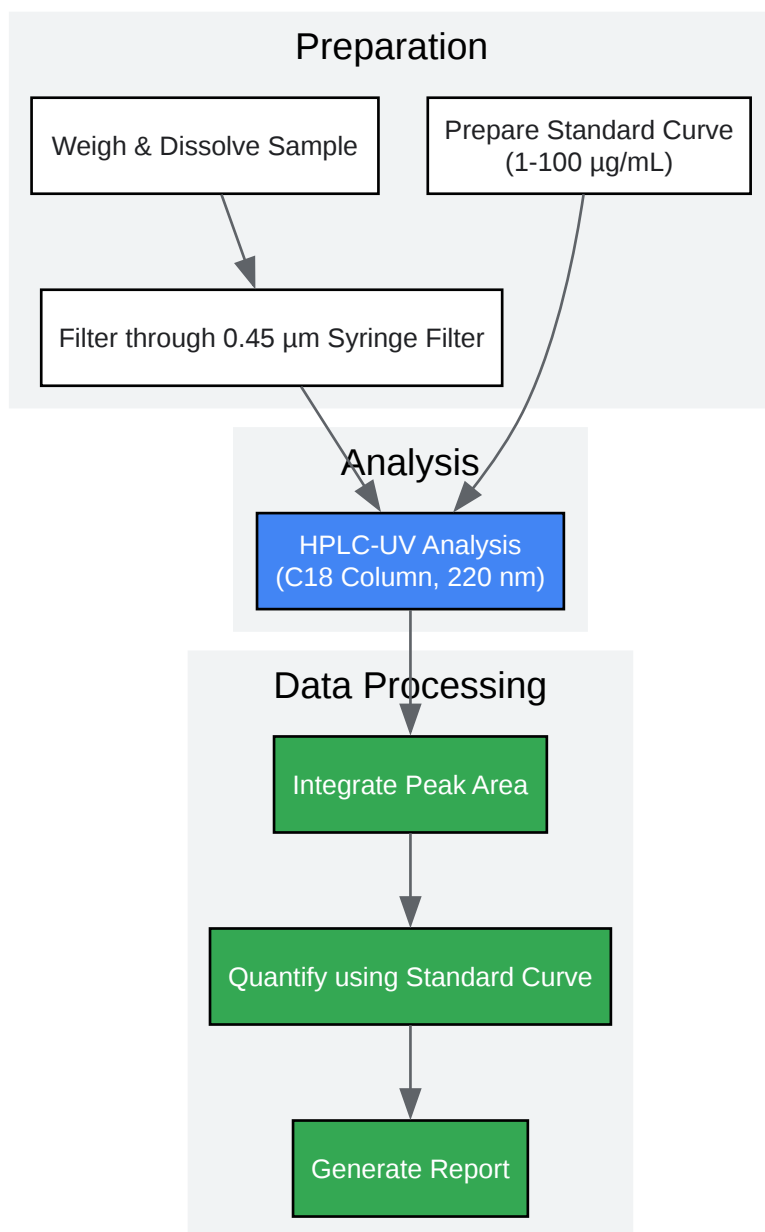 Preparation
Weigh & Dissolve Sample
Prepare Standard Curve
(1-100 µg/mL)
Filter through 0.45 µm Syringe Filter
Analysis
HPLC-UV Analysis
(C18 Column, 220 nm)
Data Processing
Integrate Peak Area
Quantify using Standard Curve
Generate Report